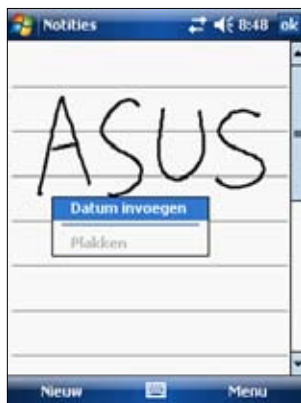 Notities 8:48 ok
ASUS
Datum invoegen
Plakken
Nieuw Menu